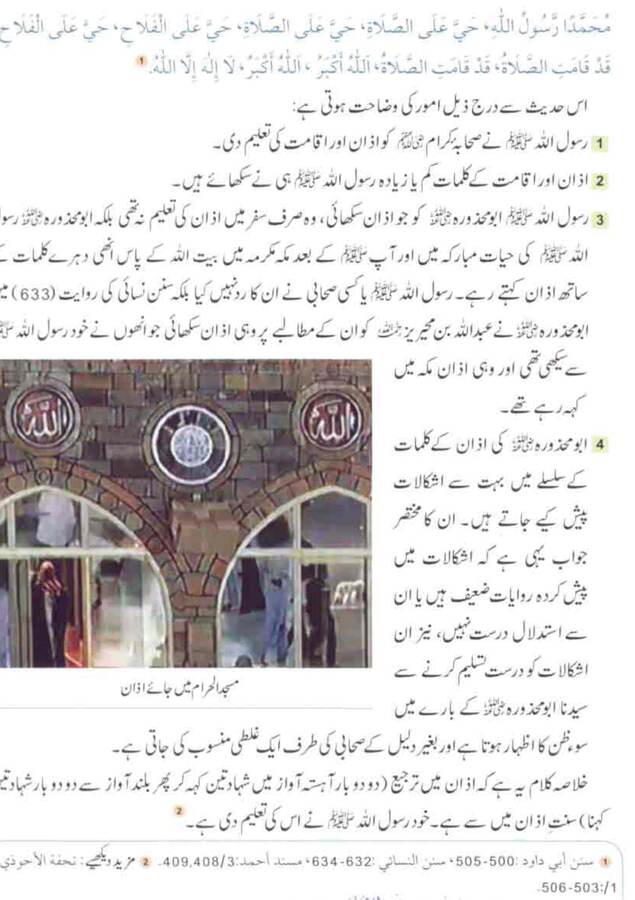 مُحَمَّدًا رَّسُولُ اللّٰهِ، حَيَّ عَلَى الصَّلَاةِ، حَيَّ عَلَى الصَّلَاةِ، حَيَّ عَلَى الْفَلَاحِ، حَيَّ عَلَى الْفَلَاحِ
قَدْ قَامَتِ الصَّلَاةُ، قَدْ قَامَتِ الصَّلَاةُ، اَللّٰهُ أَكْبَرُ، اَللّٰهُ أَكْبَرُ، لَا إِلٰهَ إِلَّا اللّٰهُ. 1
اس حدیث سے درج ذیل امور کی وضاحت ہوتی ہے:
1 رسول اللہ ﷺ نے صحابۂ کرام رضی اللہ عنہم کو اذان اور اقامت کی تعلیم دی۔
2 اذان اور اقامت کے کلمات کم یا زیادہ رسول اللہ ﷺ ہی نے سکھائے ہیں۔
3 رسول اللہ ﷺ ابومحذورہ رضی اللہ عنہ کو جو اذان سکھائی، وہ صرف سفر میں اذان کی تعلیم نہ تھی بلکہ ابومحذورہ رضی اللہ عنہ رسول
اللہ ﷺ کی حیات مبارکہ میں اور آپ ﷺ کے بعد مکہ مکرمہ میں بیت اللہ کے پاس انھی دہرے کلمات کے
ساتھ اذان کہتے رہے۔ رسول اللہ ﷺ یا کسی صحابی نے ان کا رد نہیں کیا بلکہ سنن نسائی کی روایت (633) میں
ابومحذورہ رضی اللہ عنہ نے عبداللہ بن محیریز رحمہ اللہ کو ان کے مطالبے پر وہی اذان سکھائی جو انھوں نے خود رسول اللہ ﷺ
سے سیکھی تھی اور وہی اذان مکہ میں
کہہ رہے تھے۔
4 ابومحذورہ رضی اللہ عنہ کی اذان کے کلمات
کے سلسلے میں بہت سے اشکالات
پیش کیے جاتے ہیں۔ ان کا مختصر
جواب یہی ہے کہ اشکالات میں
پیش کردہ روایات ضعیف ہیں یا ان
سے استدلال درست نہیں، نیز ان
اشکالات کو درست تسلیم کرنے سے
سیدنا ابومحذورہ رضی اللہ عنہ کے بارے میں
اللہ
اللہ
مسجد الحرام میں جائے اذان
سوءِ ظن کا اظہار ہوتا ہے اور بغیر دلیل کے صحابی کی طرف ایک غلطی منسوب کی جاتی ہے۔
خلاصہ کلام یہ ہے کہ اذان میں ترجیع (دو دو بار آہستہ آواز میں شہادتین کہہ کر پھر بلند آواز سے دو دو بار شہادتین
کہنا) سنتِ اذان میں سے ہے۔ خود رسول اللہ ﷺ نے اس کی تعلیم دی ہے۔ 2
1 سنن أبي داود: 500-505، سنن النسائي: 632-634، مسند أحمد: 3/408,409. 2 مزید دیکھیے: تحفة الأحوذي
1/:503-506.